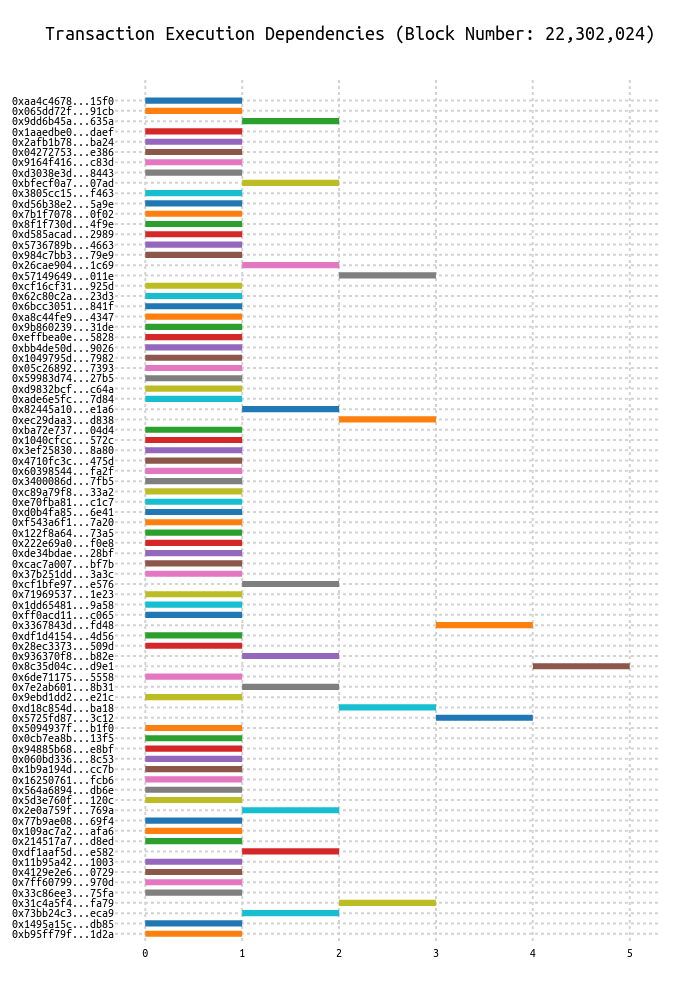 Transaction Execution Dependencies (Block Number: 22,302,024)
0xaa4c4678...15f0
0x065dd72f...91cb
0x9dd6b45a...635a
0x1aaedbe0...daef
0x2afb1b78...ba24
0x04272753...e386
0x9164f416...c83d
0xd3038e3d...8443
0xbfecf0a7...07ad
0x3805cc15...f463
0xd56b38e2...5a9e
0x7b1f7078...0f02
0x8f1f730d...4f9e
0xd585acad...2989
0x5736789b...4663
0x984c7bb3...79e9
0x26cae904...1c69
0x57149649...011e
0xcf16cf31...925d
0x62c80c2a...23d3
0x6bcc3051...841f
0xa8c44fe9...4347
0x9b860239...31de
0xeffbea0e...5828
0xbb4de50d...9026
0x1049795d...7982
0x05c26892...7393
0x59983d74...27b5
0xd9832bcf...c64a
0xade6e5fc...7d84
0x82445a10...e1a6
0xec29daa3...d838
0xba72e737...04d4
0x1040cfcc...572c
0x3ef25830...8a80
0x4710fc3c...475d
0x60398544...fa2f
0x3400086d...7fb5
0xc89a79f8...33a2
0xe70fba81...c1c7
0xd0b4fa85...6e41
0xf543a6f1...7a20
0x122f8a64...73a5
0x222e69a0...f0e8
0xde34bdae...28bf
0xcac7a007...bf7b
0x37b251dd...3a3c
0xcf1bfe97...e576
0x71969537...1e23
0x1dd65481...9a58
0xff0acd11...c065
0x3367843d...fd48
0xdf1d4154...4d56
0x28ec3373...509d
0x936370f8...b82e
0x8c35d04c...d9e1
0x6de71175...5558
0x7e2ab601...8b31
0x9ebd1dd2...e21c
0xd18c854d...ba18
0x5725fd87...3c12
0x5094937f...b1f0
0x0cb7ea8b...13f5
0x94885b68...e8bf
0x060bd336...8c53
0x1b9a194d...cc7b
0x16250761...fcb6
0x564a6894...db6e
0x5d3e760f...120c
0x2e0a759f...769a
0x77b9ae08...69f4
0x109ac7a2...afa6
0x214517a7...d8ed
0xdf1aaf5d...e582
0x11b95a42...1003
0x4129e2e6...0729
0x7ff60799...970d
0x33c86ee3...75fa
0x31c4a5f4...fa79
0x73bb24c3...eca9
0x1495a15c...db85
0xb95ff79f...1d2a
0 1 2 3 4 5